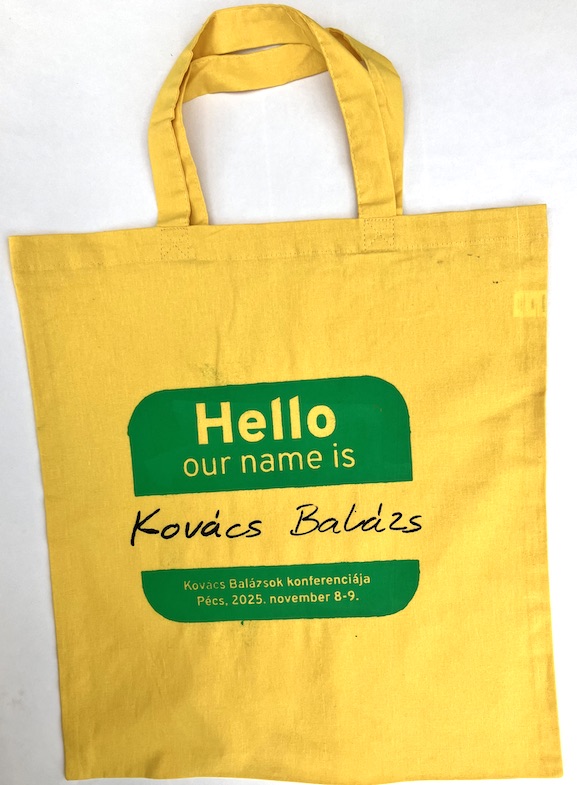 Hello
our name is
Kovács Balázs
Kovács Balázsok konferenciája
Pécs, 2025. november 8-9.